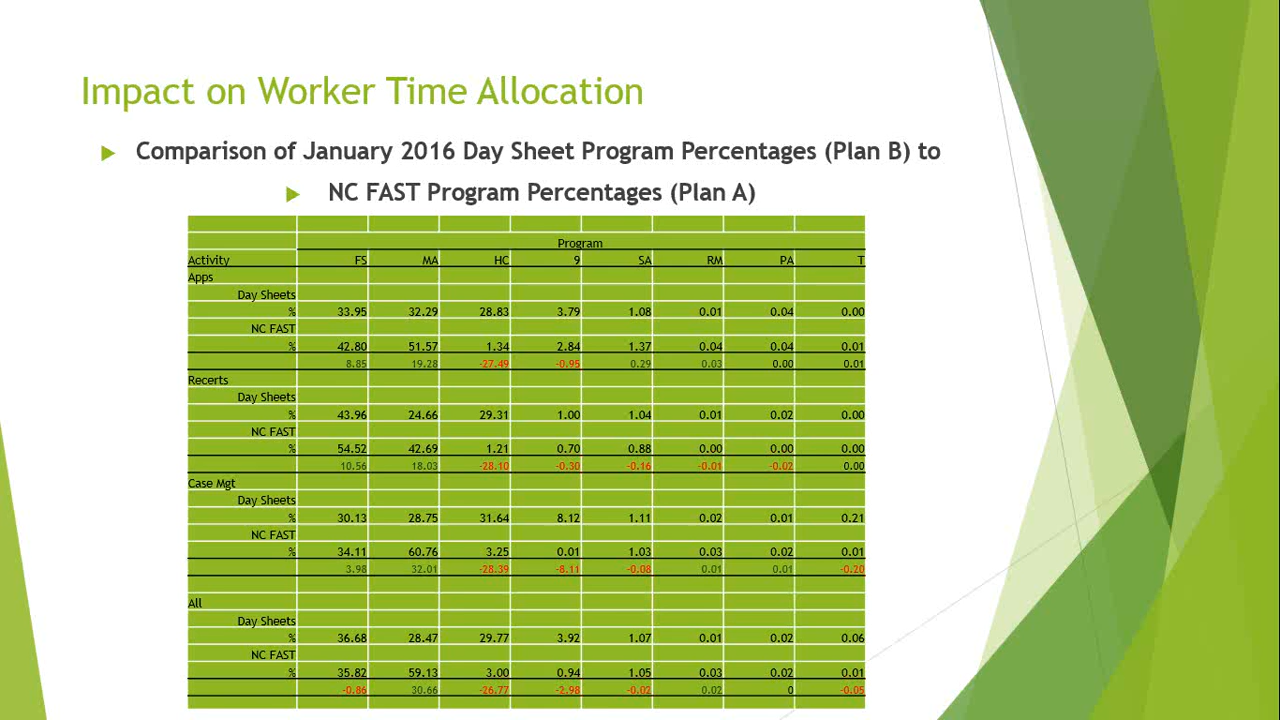 Impact on Worker Time Allocation
Comparison of January 2016 Day Sheet Program Percentages (Plan B) to
NC FAST Program Percentages (Plan A)
Program
Activity FS MA HC 9 SA RM PA T
Apps
Day Sheets
% 33.95 32.29 28.83 3.79 1.08 0.01 0.04 0.00
NC FAST
% 42.80 51.57 1.34 2.84 1.37 0.04 0.04 0.01
8.85 19.28 -27.49 -0.95 0.29 0.03 0.00 0.01
Recerts
Day Sheets
% 43.96 24.66 29.31 1.00 1.04 0.01 0.02 0.00
NC FAST
% 54.52 42.69 1.21 0.70 0.88 0.00 0.00 0.00
10.56 18.03 -28.10 -0.30 -0.16 -0.01 -0.02 0.00
Case Mgt
Day Sheets
% 30.13 28.75 31.64 8.12 1.11 0.02 0.01 0.21
NC FAST
% 34.11 60.76 3.25 0.01 1.03 0.03 0.02 0.01
3.98 32.01 -28.39 -8.11 -0.08 0.01 0.01 -0.20
All
Day Sheets
% 36.68 28.47 29.77 3.92 1.07 0.01 0.02 0.06
NC FAST
% 35.82 59.13 3.00 0.94 1.05 0.03 0.02 0.01
-0.86 30.66 -26.77 -2.98 -0.02 0.02 0 -0.05